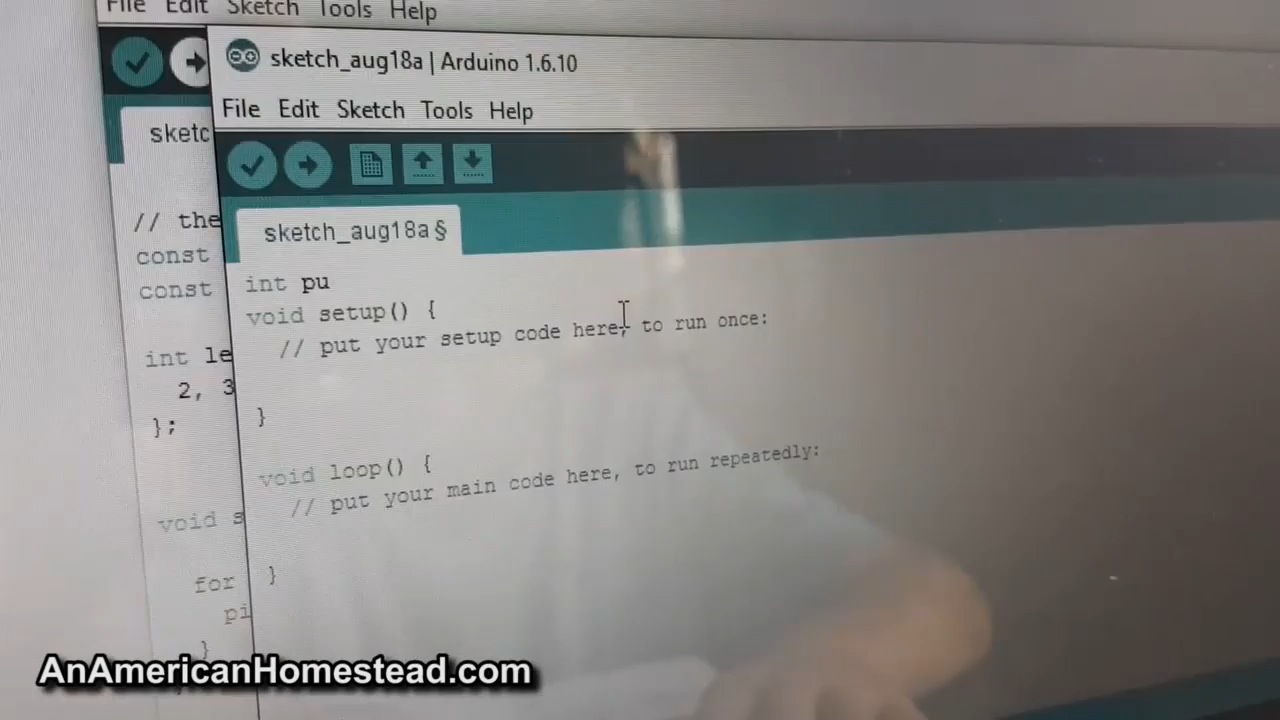 File Edit Sketch Tools Help
sketch_aug18a | Arduino 1.6.10
File Edit Sketch Tools Help
sketc
sketch_aug18a §
// the
const
const
int le
2, 3
};
void s
for
pi
}
int pu
void setup() {
// put your setup code here, to run once:
}
void loop() {
// put your main code here, to run repeatedly:
}
AnAmericanHomestead.com